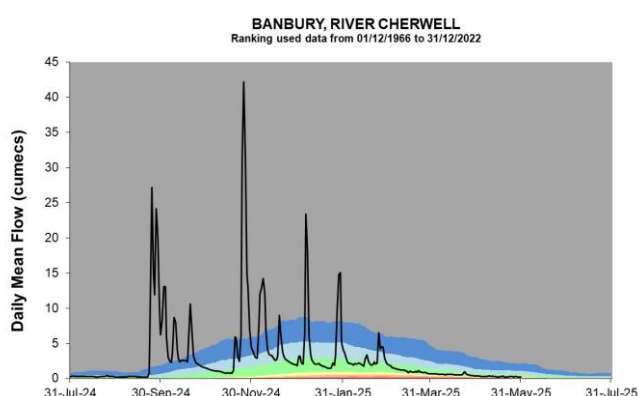 BANBURY, RIVER CHERWELL
Ranking used data from 01/12/1966 to 31/12/2022
Daily Mean Flow (cumecs)
45
40
35
30
25
20
15
10
5
0
31-Jul-24 30-Sep-24 30-Nov-24 31-Jan-25 31-Mar-25 31-May-25 31-Jul-25